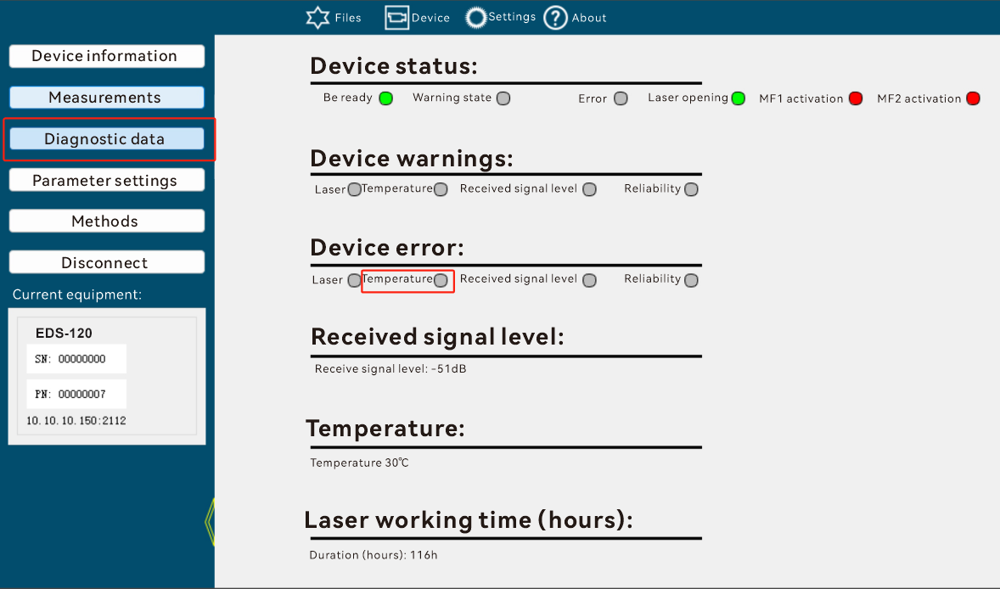 Files Device Settings About
Device information
Measurements
Diagnostic data
Parameter settings
Methods
Disconnect
Current equipment:
EDS-120
SN: 00000000
PN: 00000007
10.10.10.150:2112
Device status:
Be ready Warning state Error Laser opening MF1 activation MF2 activation
Device warnings:
Laser Temperature Received signal level Reliability
Device error:
Laser Temperature Received signal level Reliability
Received signal level:
Receive signal level: -51dB
Temperature:
Temperature 30℃
Laser working time (hours):
Duration (hours): 116h